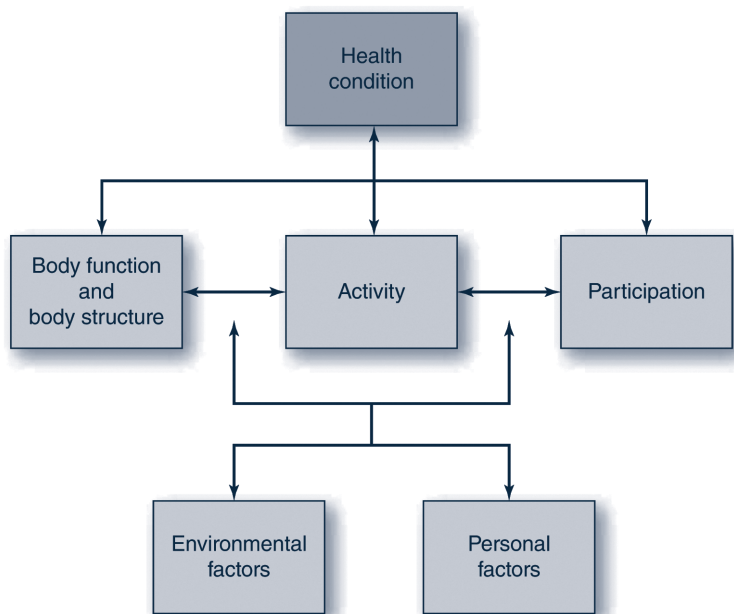 Health
condition
Body function
and
body structure
Activity
Participation
Environmental
factors
Personal
factors